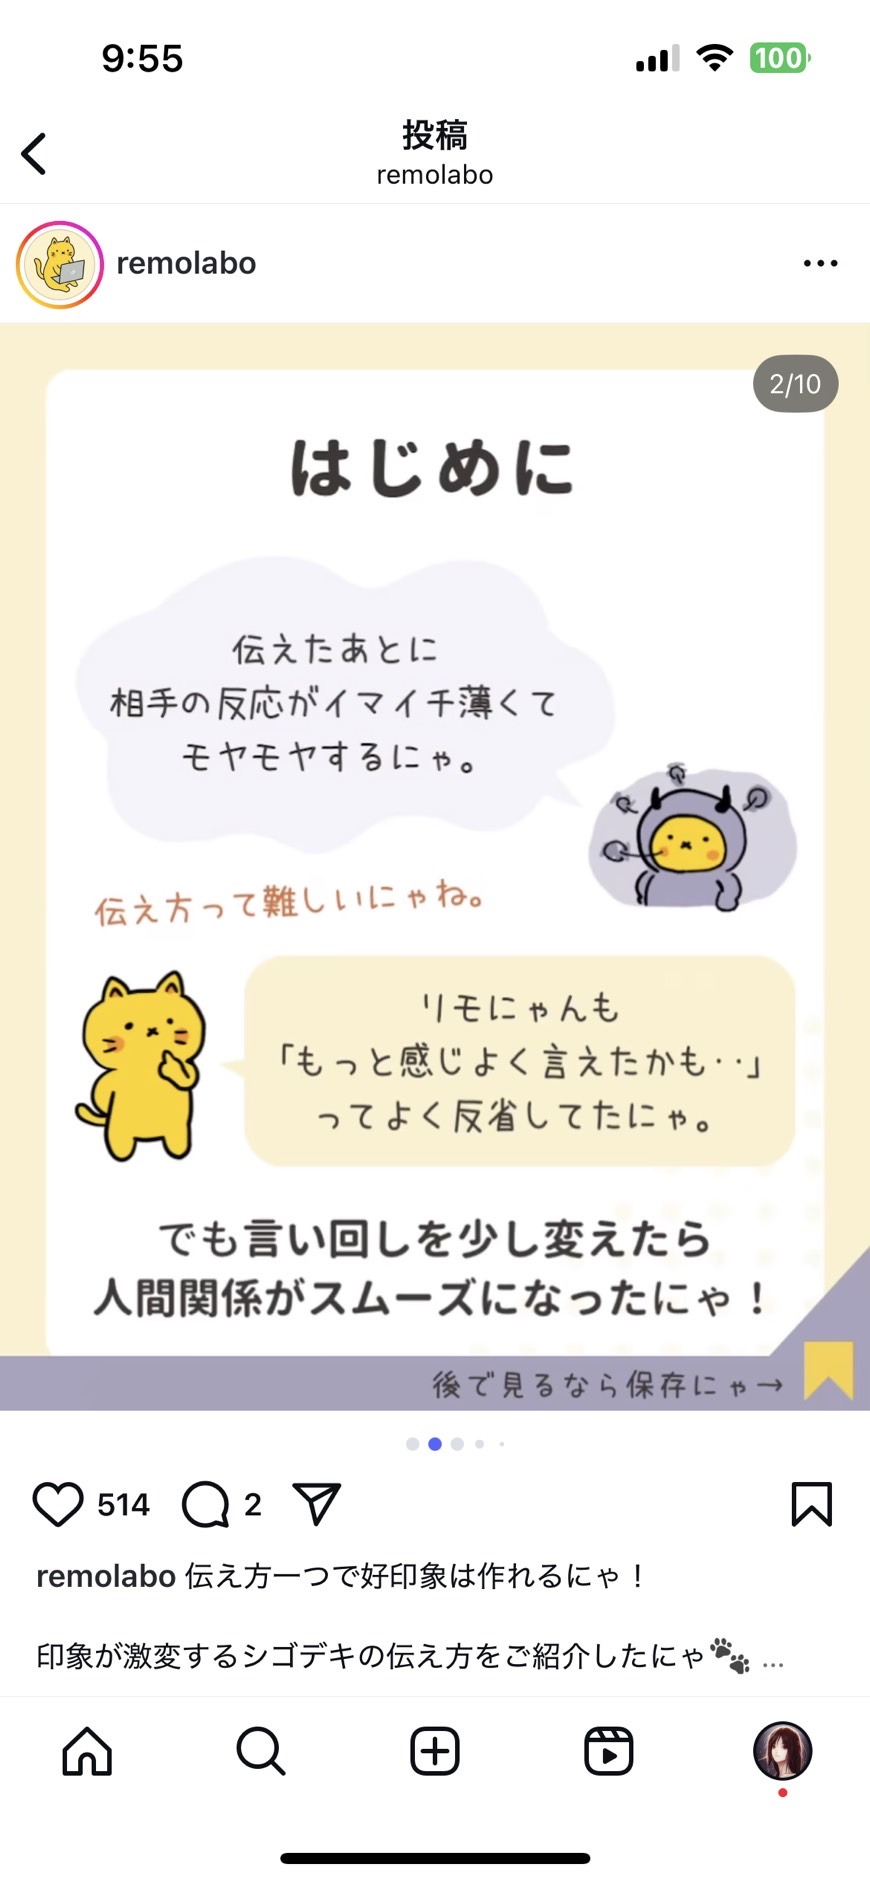 9:55
100
投稿
remolabo
remolabo
2/10
はじめに
伝えたあとに
相手の反応がイマイチ薄くて
モヤモヤするにゃ。
伝え方って難しいにゃね。
リモにゃんも
「もっと感じよく言えたかも‥」
ってよく反省してたにゃ。
でも言い回しを少し変えたら
人間関係がスムーズになったにゃ！
後で見るなら保存にゃ→
514 2
remolabo 伝え方一つで好印象は作れるにゃ！
印象が激変するシゴデキの伝え方をご紹介したにゃ🐾 ...